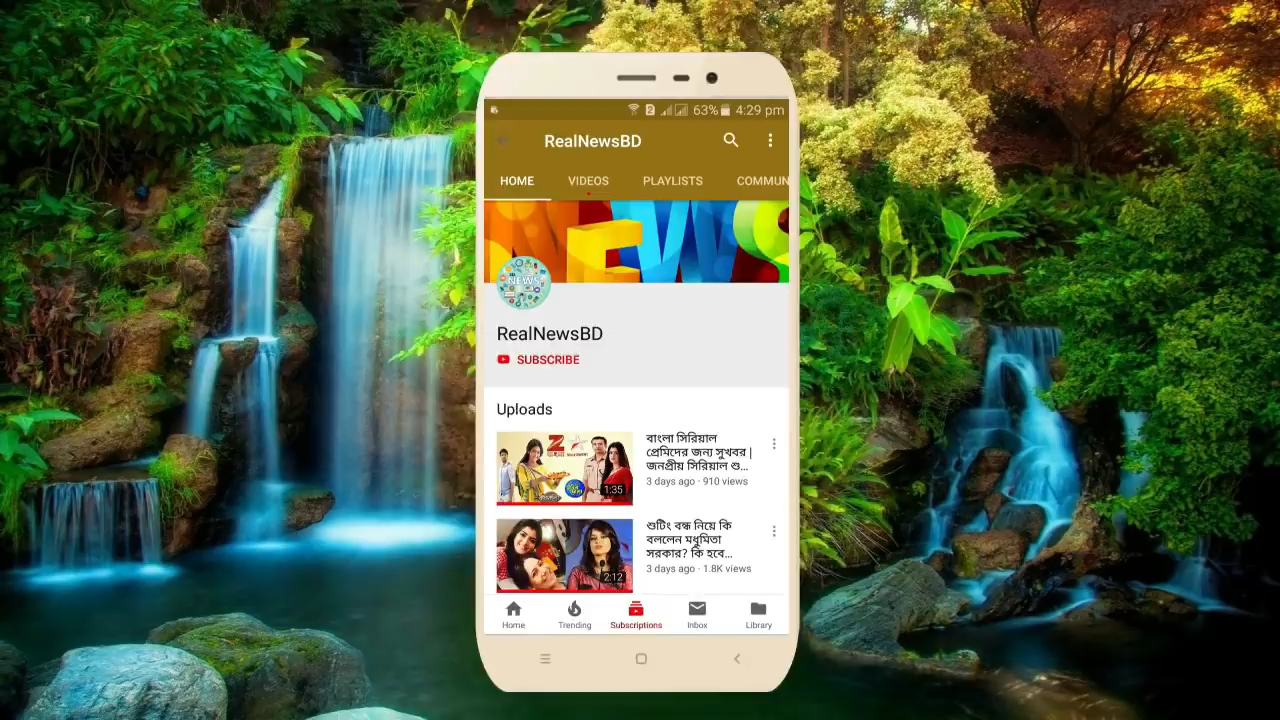 63% 4:29 pm
RealNewsBD
HOME VIDEOS PLAYLISTS COMMUN
NEWS
NEWS
RealNewsBD
SUBSCRIBE
Uploads
বাংলা সিরিয়াল
প্রেমিদের জন্য সুখবর |
জনপ্রীয় সিরিয়াল শু...
3 days ago · 910 views
1:35
শুটিং বন্ধ নিয়ে কি
বললেন মধুমিতা
সরকার? কি হবে...
3 days ago · 1.8K views
2:12
Home Trending Subscriptions Inbox Library